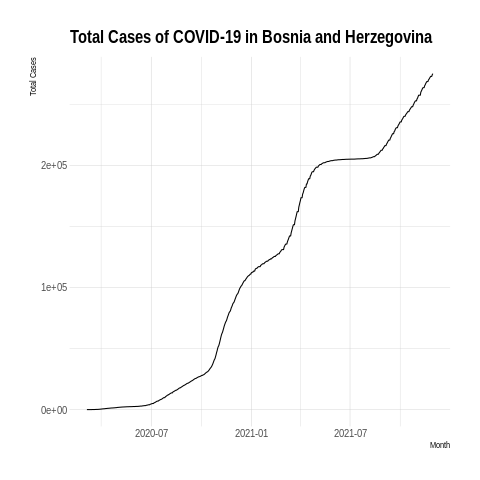 Total Cases of COVID-19 in Bosnia and Herzegovina
Total Cases
2e+05
1e+05
0e+00
2020-07 2021-01 2021-07
Month